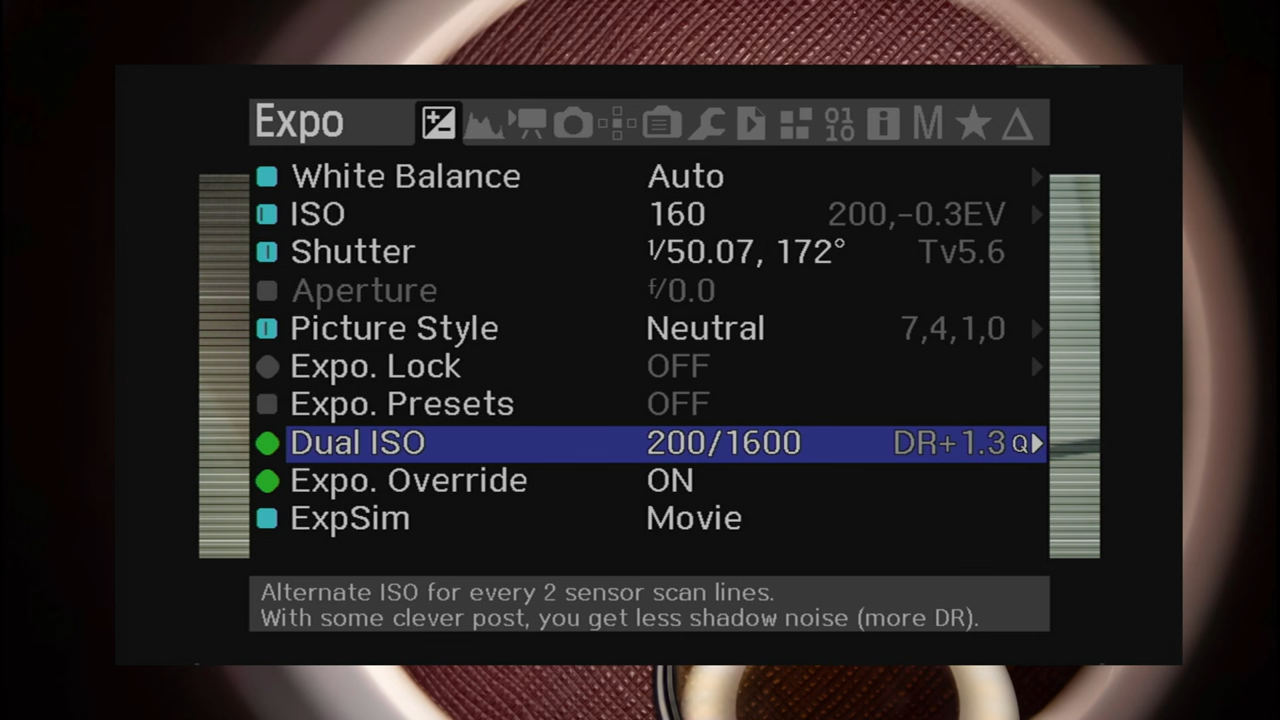 Expo 01 10 i M
White Balance Auto
ISO 160 200,-0.3EV
Shutter 1/50.07, 172° Tv5.6
Aperture f/0.0
Picture Style Neutral 7,4,1,0
Expo. Lock OFF
Expo. Presets OFF
Dual ISO 200/1600 DR+1.3 Q
Expo. Override ON
ExpSim Movie
Alternate ISO for every 2 sensor scan lines.
With some clever post, you get less shadow noise (more DR).